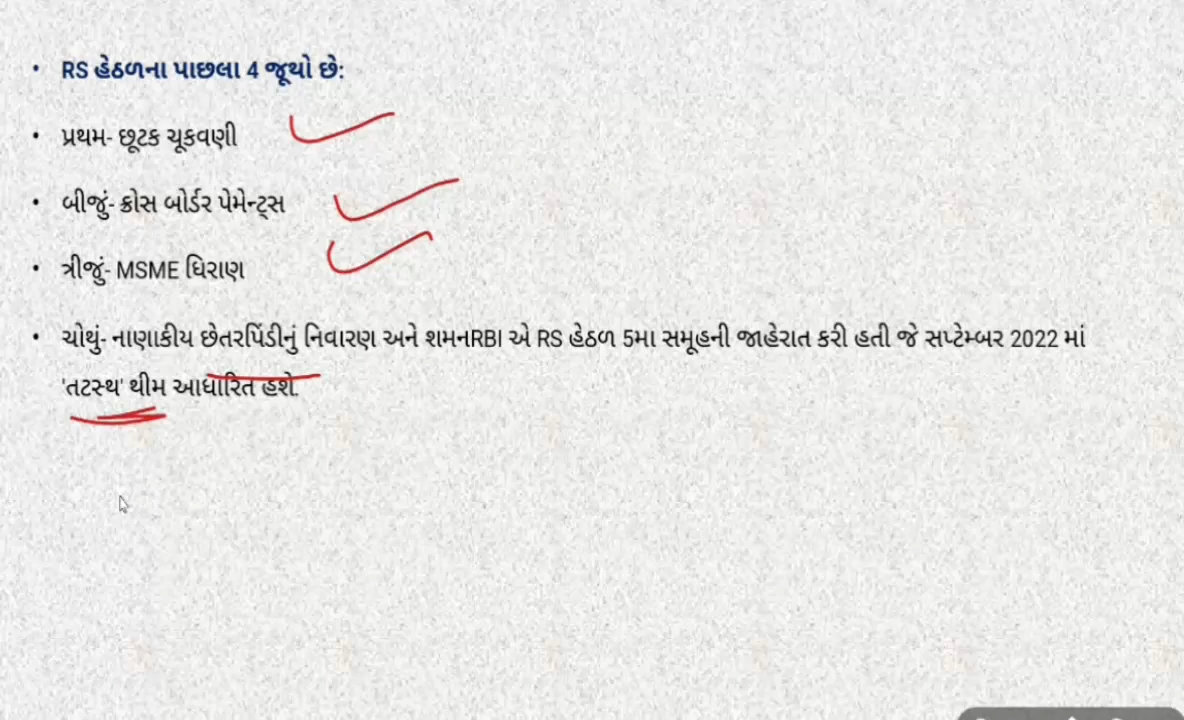 • RS હેઠળના પાછલા 4 જૂથો છે:
• પ્રથમ- છૂટક ચૂકવણી
• બીજું- ક્રોસ બોર્ડર પેમેન્ટ્સ
• ત્રીજું- MSME ધિરાણ
• ચોથું- નાણાકીય છેતરપિંડીનું નિવારણ અને શમનRBI એ RS હેઠળ 5મા સમૂહની જાહેરાત કરી હતી જે સપ્ટેમ્બર 2022 માં
'તટસ્થ' થીમ આધારિત હશે.